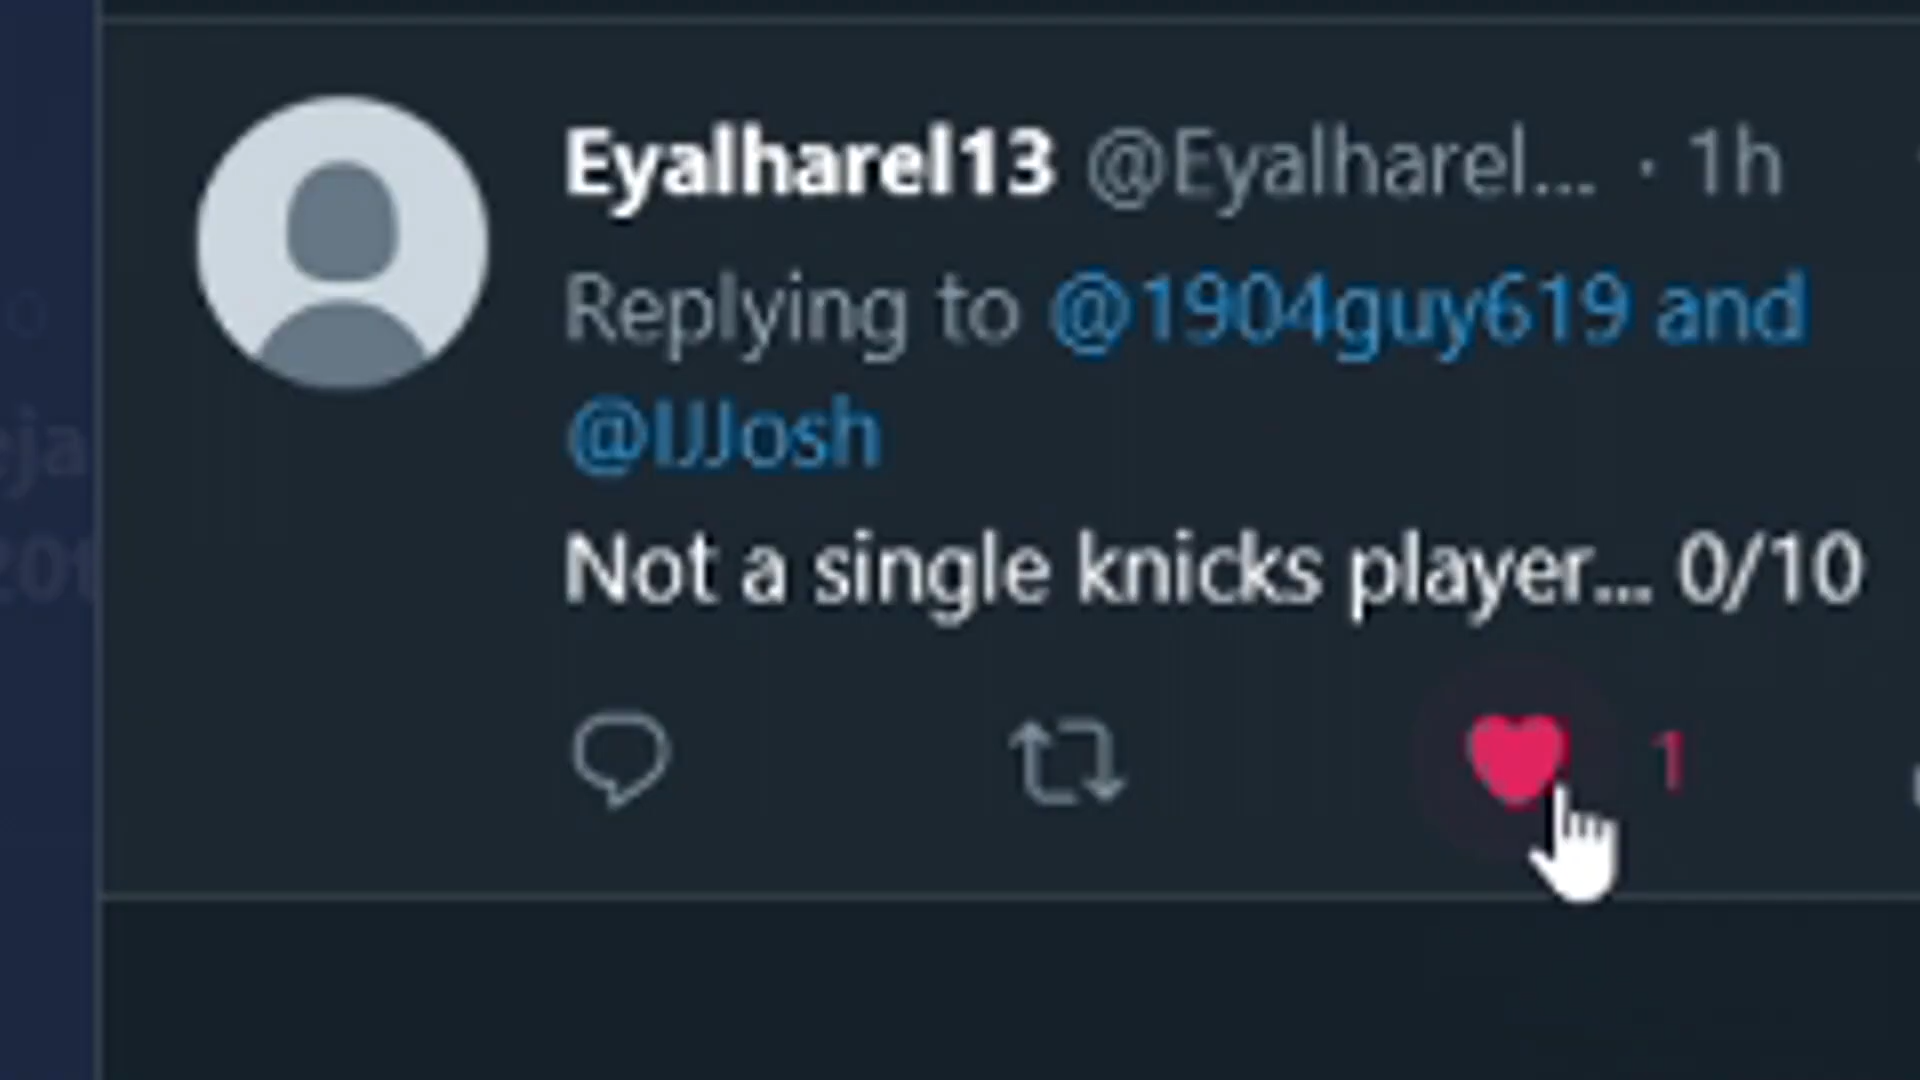 Eyalharel13 @Eyalharel... · 1h
Replying to @1904guy619 and
@IJJosh
Not a single knicks player... 0/10
1